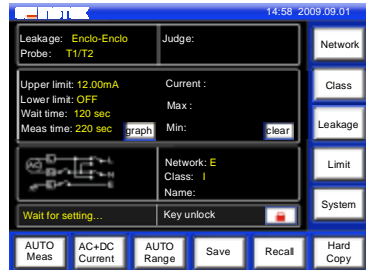 14:58 2009.09.01
Leakage: Enclo-Enclo
Probe: T1/T2
Judge:
Network
Upper limit: 12.00mA
Lower limit: OFF
Wait time: 120 sec
Meas time: 220 sec
graph
Current :
Max :
Min:
clear
Class
Leakage
Network: E
Class: I
Name:
Limit
Wait for setting...
Key unlock
System
AUTO
Meas
AC+DC
Current
AUTO
Range
Save
Recall
Hard
Copy